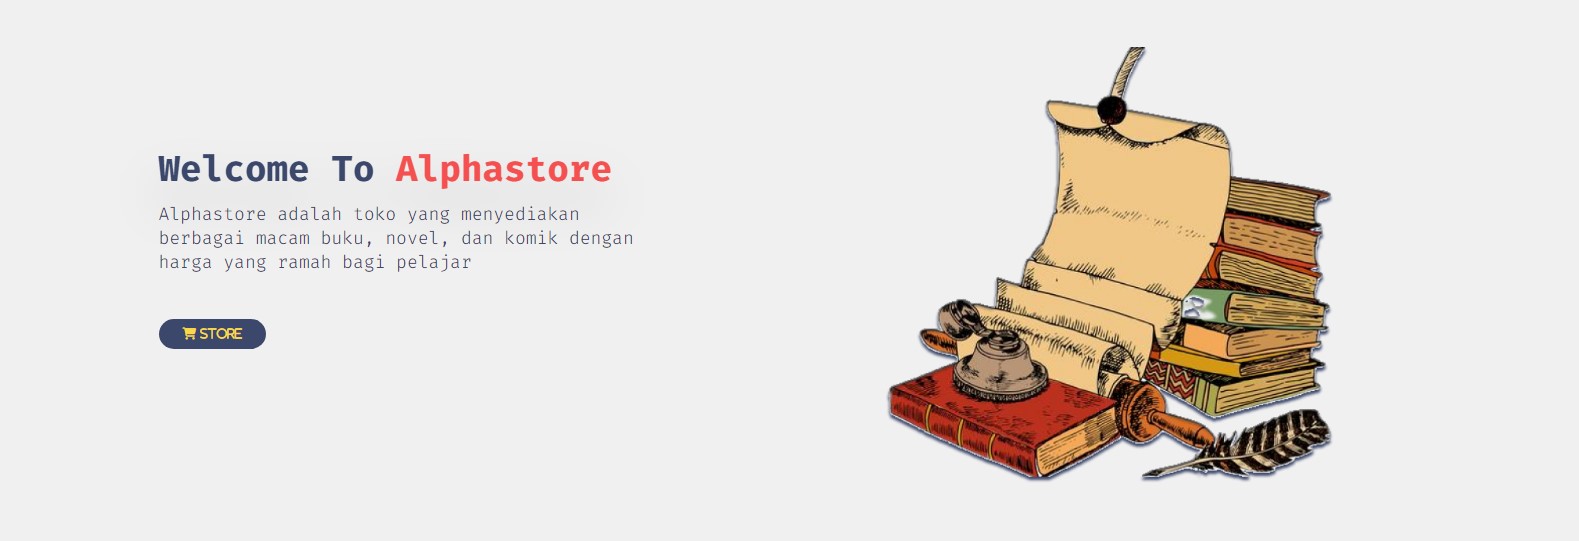 Welcome To Alphastore
Alphastore adalah toko yang menyediakan
berbagai macam buku, novel, dan komik dengan
harga yang ramah bagi pelajar
STORE